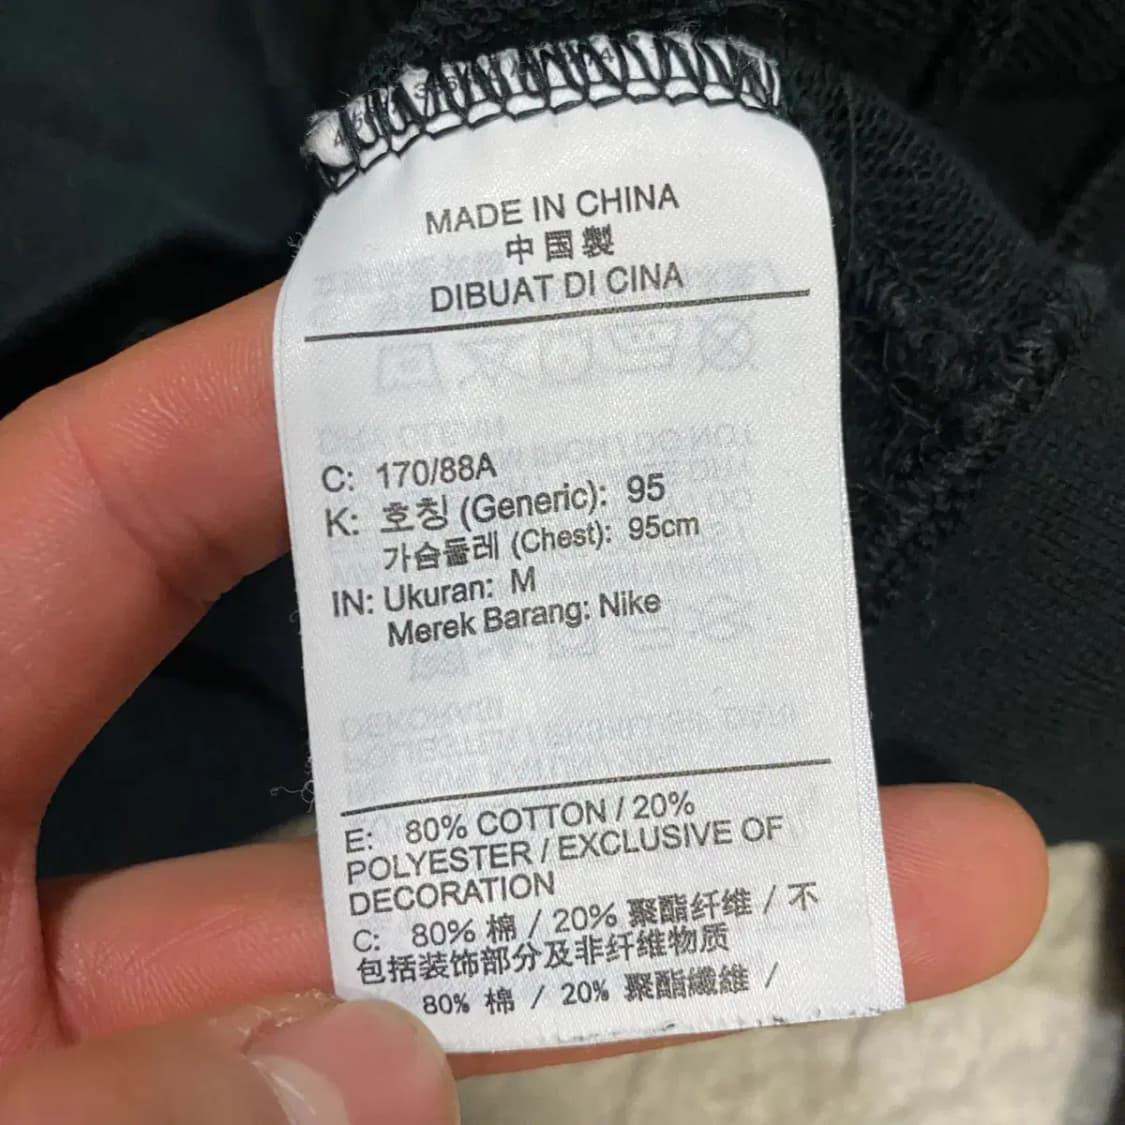 MADE IN CHINA
中国製
DIBUAT DI CINA
C: 170/88A
K: 호칭 (Generic): 95
가슴둘레 (Chest): 95cm
IN: Ukuran: M
Merek Barang: Nike
E: 80% COTTON / 20%
POLYESTER / EXCLUSIVE OF
DECORATION
C: 80% 棉 / 20% 聚酯纤维 / 不
包括装饰部分及非纤维物质
80% 棉 / 20% 聚酯纖維 /